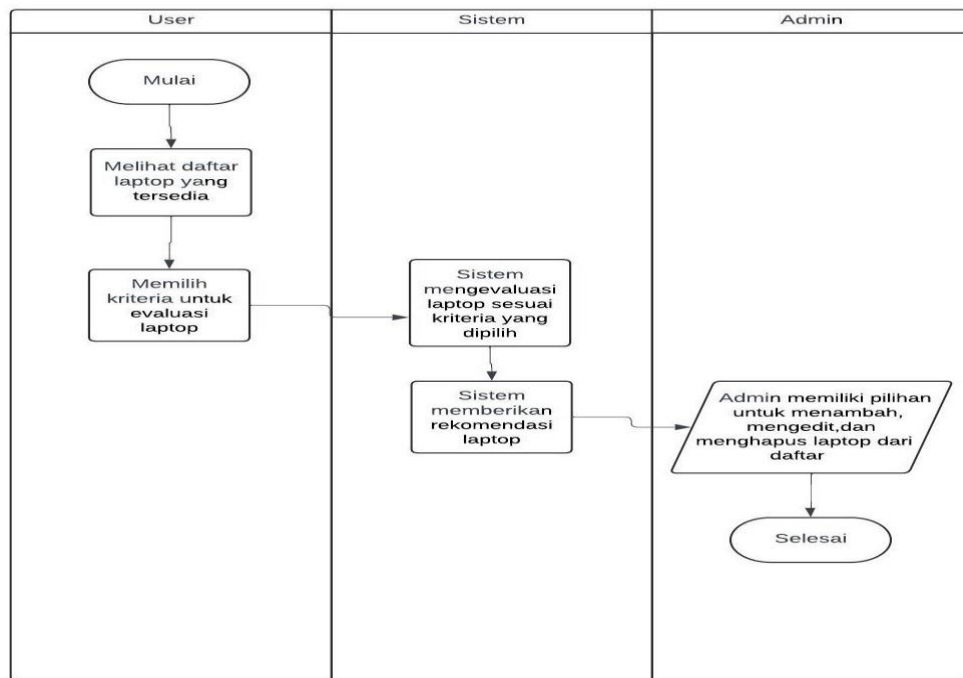 User
Sistem
Admin
Mulai
Melihat daftar
laptop yang
tersedia
Memilih
kriteria untuk
evaluasi
laptop
Sistem
mengevaluasi
laptop sesuai
kriteria yang
dipilih
Sistem
memberikan
rekomendasi
laptop
Admin memiliki pilihan
untuk menambah,
mengedit,dan
menghapus laptop dari
daftar
Selesai